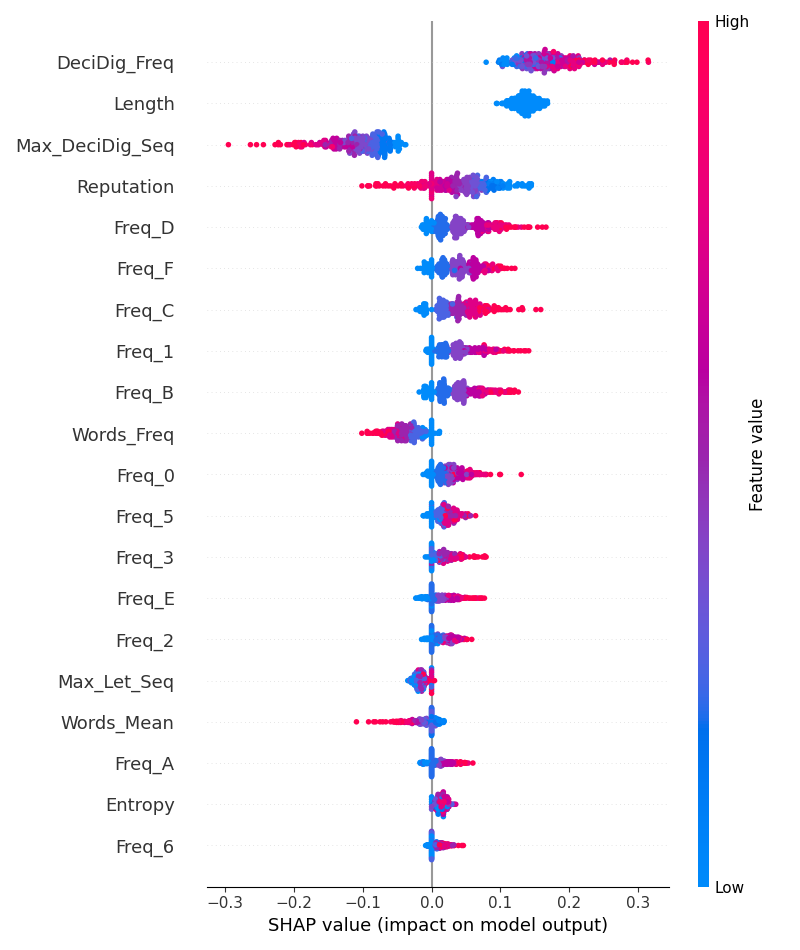 High
DeciDig_Freq
Length
Max_DeciDig_Seq
Reputation
Freq_D
Freq_F
Freq_C
Freq_1
Freq_B
Words_Freq
Freq_0
Freq_5
Freq_3
Freq_E
Freq_2
Max_Let_Seq
Words_Mean
Freq_A
Entropy
Freq_6
Feature value
Low
−0.3 −0.2 −0.1 0.0 0.1 0.2 0.3
SHAP value (impact on model output)